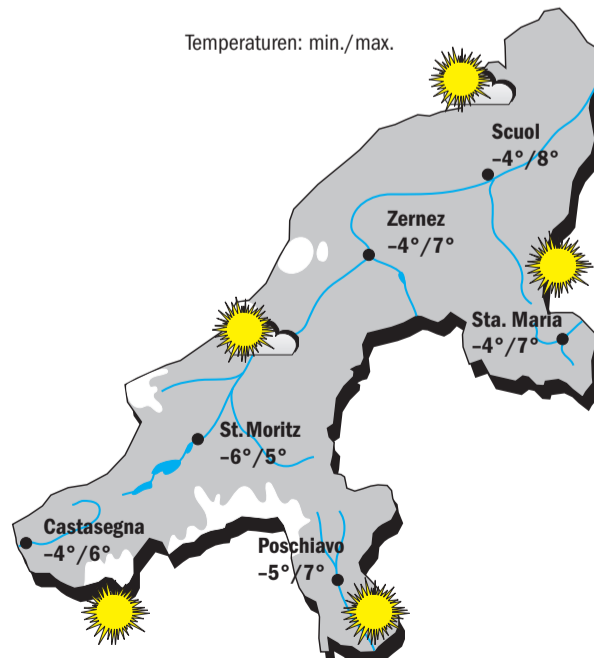 Temperaturen: min./max.
Scuol
–4°/8°
Zernez
–4°/7°
Sta. Maria
–4°/7°
St. Moritz
–6°/5°
Castasegna
–4°/6°
Poschiavo
–5°/7°